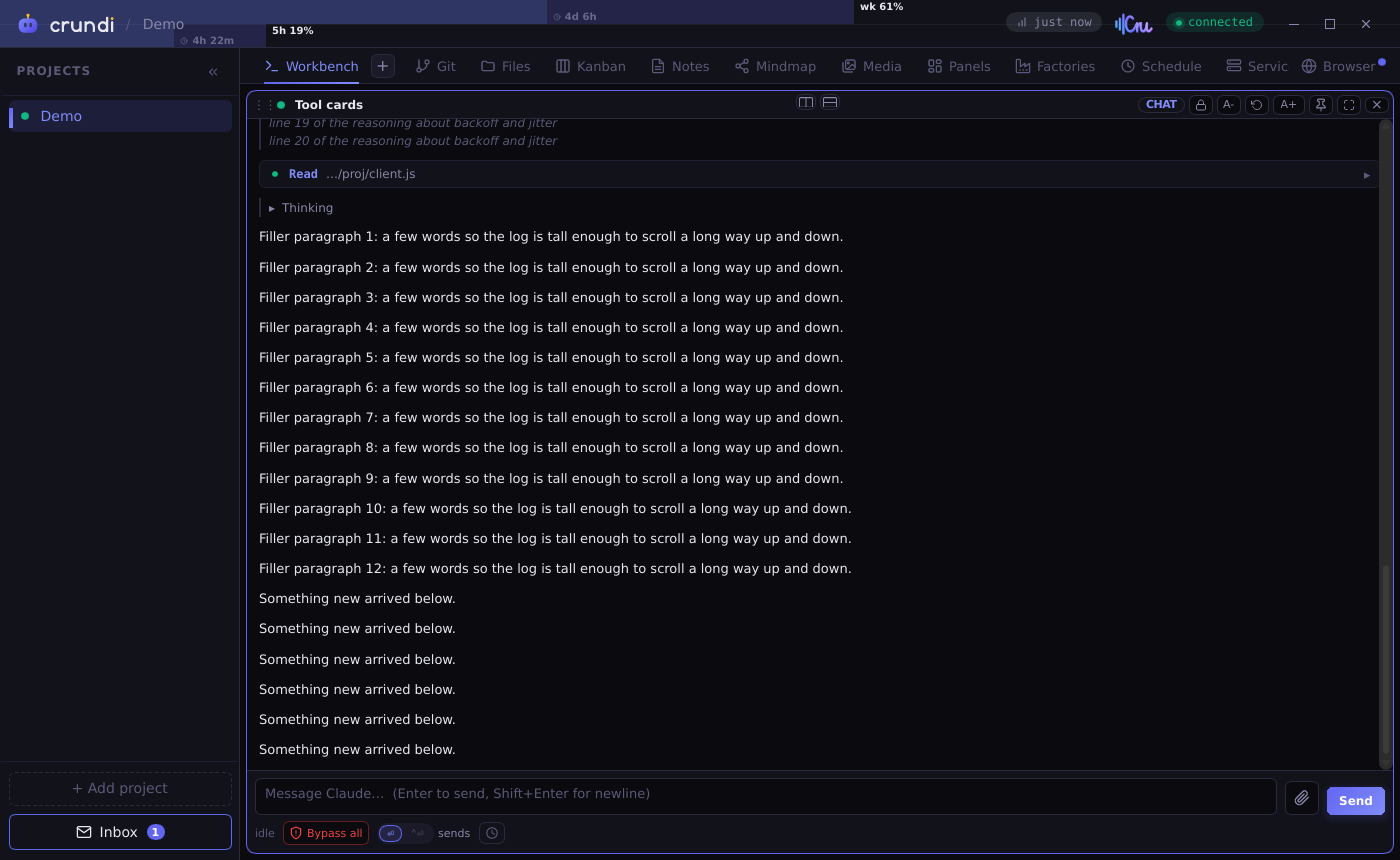 crundi / Demo
4d 6h
wk 61%
4h 22m
5h 19%
just now
Cru
connected
PROJECTS
«
Workbench
+
Git
Files
Kanban
Notes
Mindmap
Media
Panels
Factories
Schedule
Servic
Browser
Demo
Tool cards
CHAT
A-
A+
line 19 of the reasoning about backoff and jitter
line 20 of the reasoning about backoff and jitter
Read …/proj/client.js
Thinking
Filler paragraph 1: a few words so the log is tall enough to scroll a long way up and down.
Filler paragraph 2: a few words so the log is tall enough to scroll a long way up and down.
Filler paragraph 3: a few words so the log is tall enough to scroll a long way up and down.
Filler paragraph 4: a few words so the log is tall enough to scroll a long way up and down.
Filler paragraph 5: a few words so the log is tall enough to scroll a long way up and down.
Filler paragraph 6: a few words so the log is tall enough to scroll a long way up and down.
Filler paragraph 7: a few words so the log is tall enough to scroll a long way up and down.
Filler paragraph 8: a few words so the log is tall enough to scroll a long way up and down.
Filler paragraph 9: a few words so the log is tall enough to scroll a long way up and down.
Filler paragraph 10: a few words so the log is tall enough to scroll a long way up and down.
Filler paragraph 11: a few words so the log is tall enough to scroll a long way up and down.
Filler paragraph 12: a few words so the log is tall enough to scroll a long way up and down.
Something new arrived below.
Something new arrived below.
Something new arrived below.
Something new arrived below.
Something new arrived below.
Something new arrived below.
+ Add project
Inbox 1
Message Claude… (Enter to send, Shift+Enter for newline)
Send
idle
Bypass all
⏎
^⏎
sends